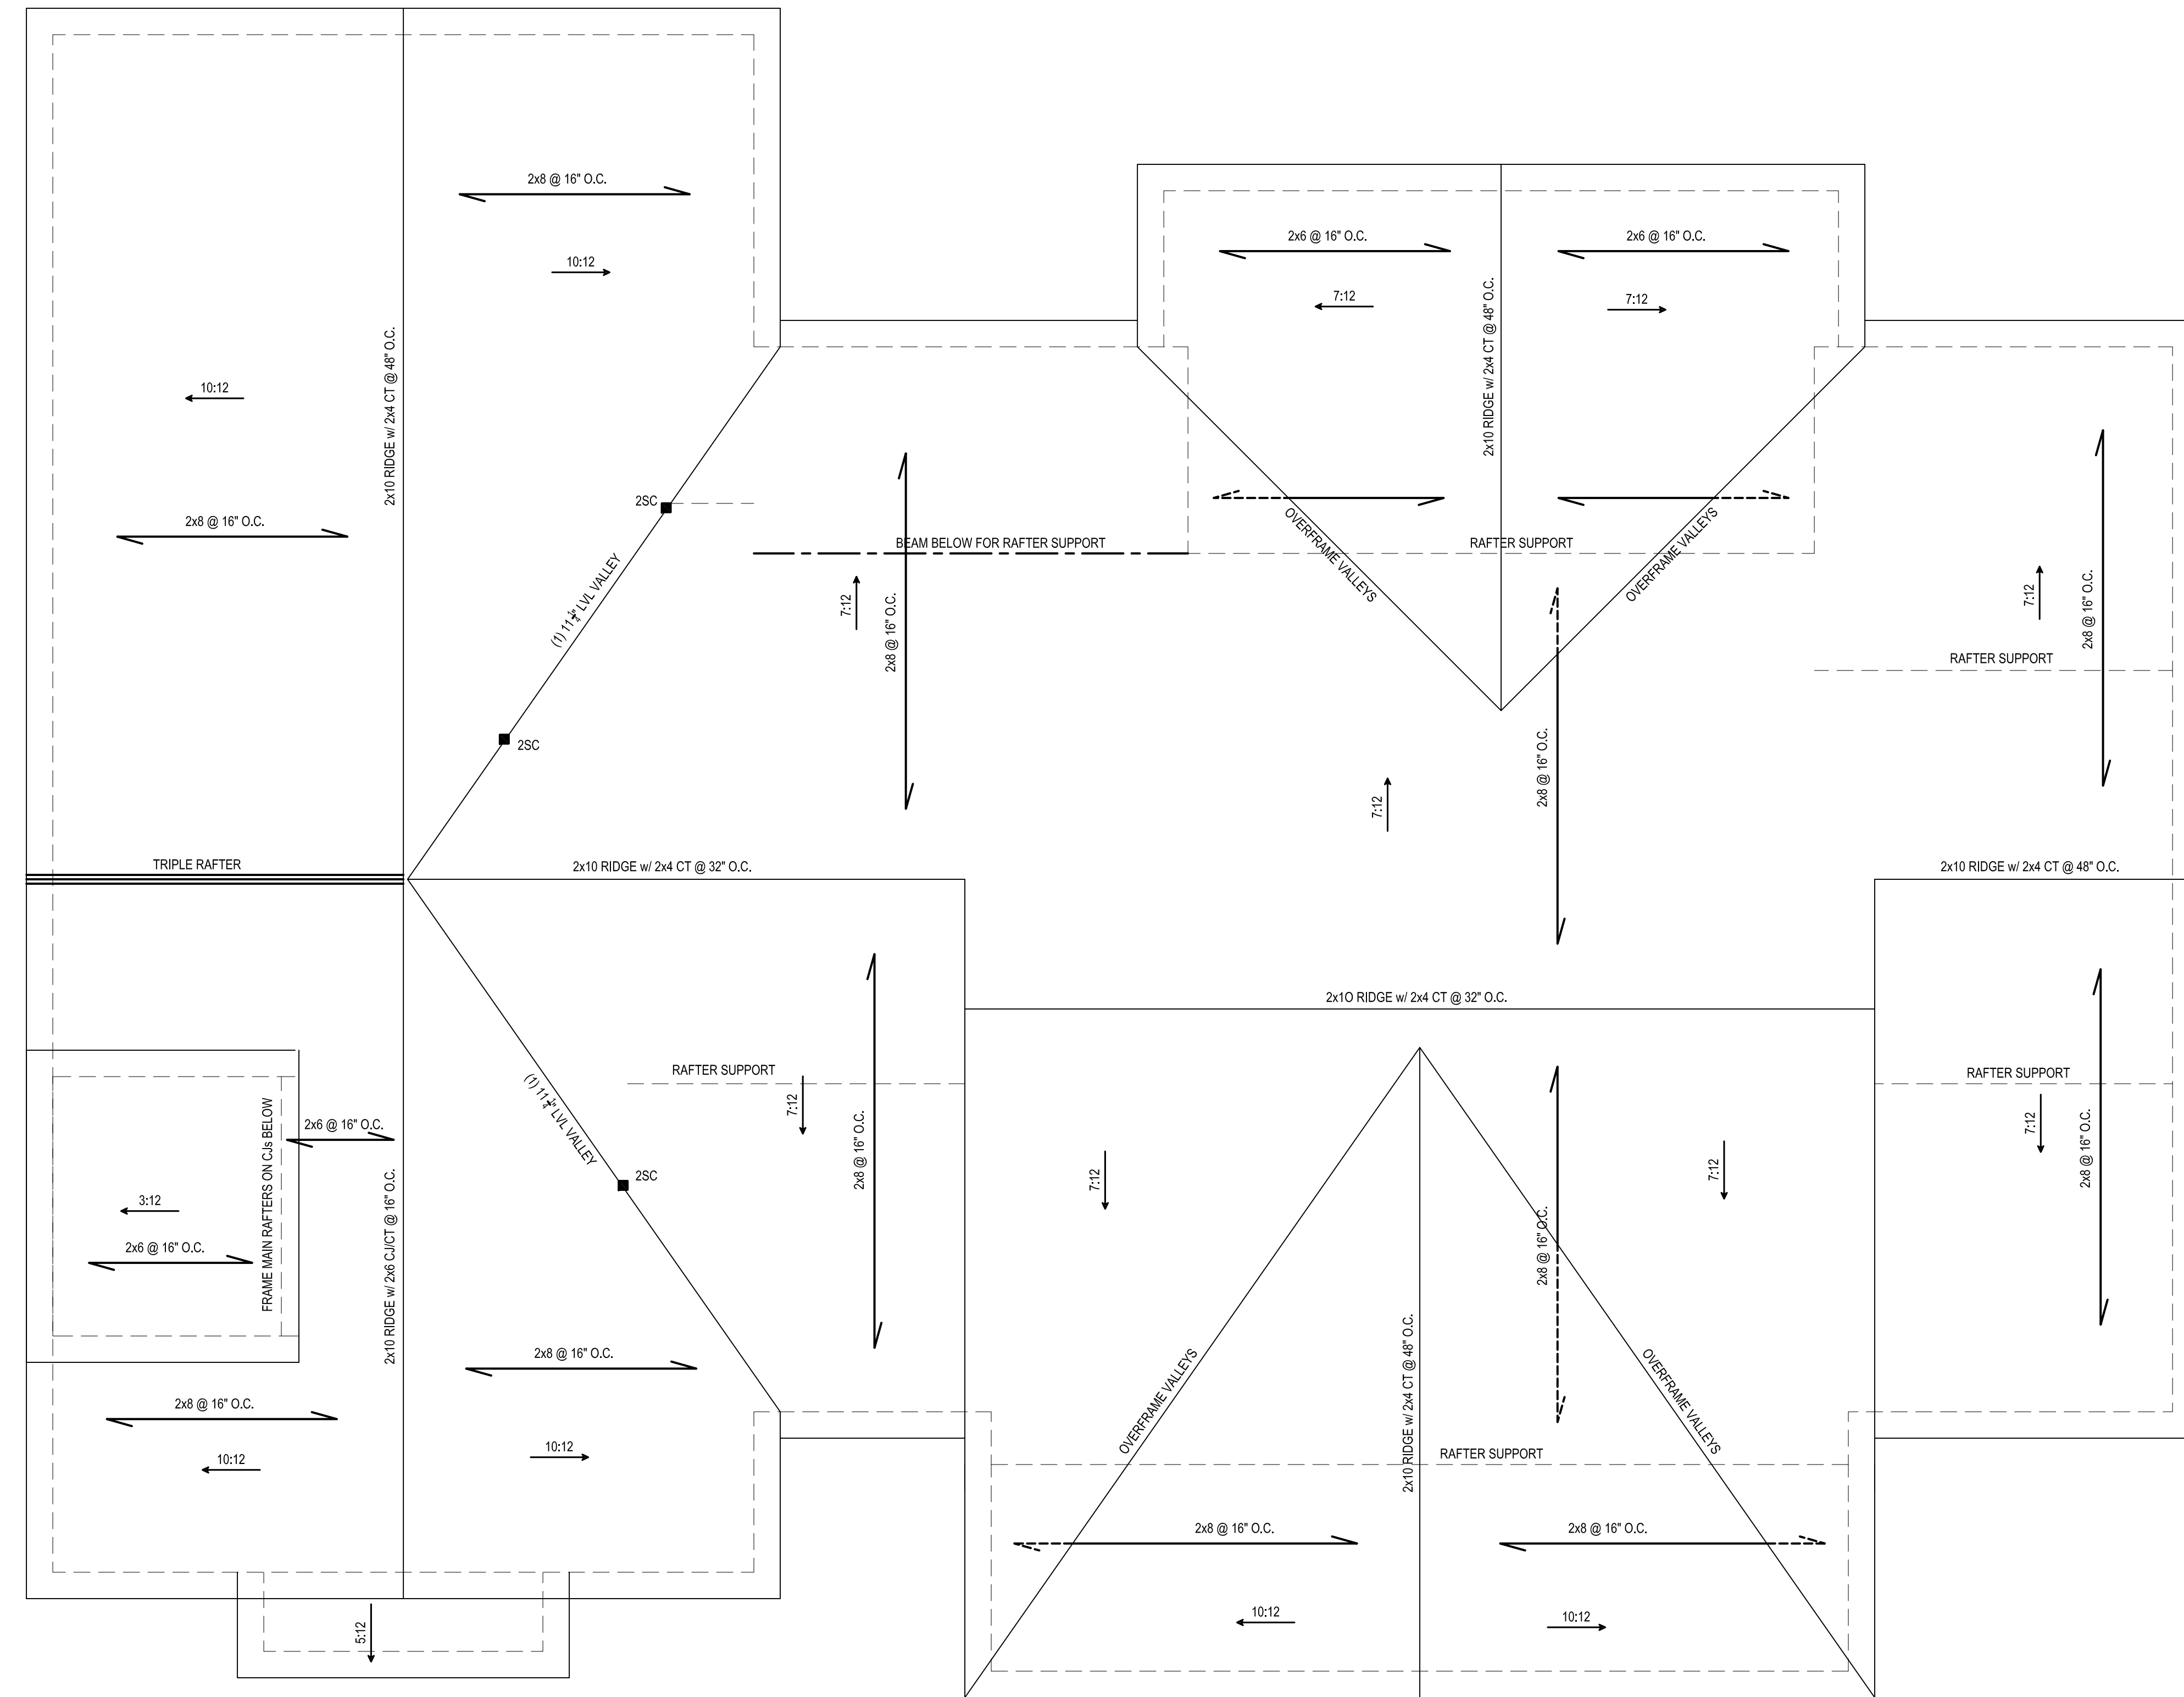 2x8 @ 16" O.C.
10:12
2x6 @ 16" O.C.
2x6 @ 16" O.C.
7:12
7:12
2x10 RIDGE w/ 2x4 CT @ 48" O.C.
2x10 RIDGE w/ 2x4 CT @ 48" O.C.
10:12
2x8 @ 16" O.C.
2SC
BEAM BELOW FOR RAFTER SUPPORT
OVERFRAME VALLEYS
RAFTER SUPPORT
OVERFRAME VALLEYS
(1) 11¼" LVL VALLEY
7:12
2x8 @ 16" O.C.
7:12
2x8 @ 16" O.C.
RAFTER SUPPORT
2SC
7:12
2x8 @ 16" O.C.
TRIPLE RAFTER
2x10 RIDGE w/ 2x4 CT @ 32" O.C.
2x10 RIDGE w/ 2x4 CT @ 48" O.C.
2x1O RIDGE w/ 2x4 CT @ 32" O.C.
RAFTER SUPPORT
RAFTER SUPPORT
(1) 11¼" LVL VALLEY
7:12
2x8 @ 16" O.C.
7:12
7:12
7:12
2x8 @ 16" O.C.
2x6 @ 16" O.C.
FRAME MAIN RAFTERS ON CJs BELOW
2SC
3:12
2x6 @ 16" O.C.
2x10 RIDGE w/ 2x6 CJ/CT @ 16" O.C.
2x8 @ 16" O.C.
2x8 @ 16" O.C.
2x8 @ 16" O.C.
OVERFRAME VALLEYS
2x10 RIDGE w/ 2x4 CT @ 48" O.C.
OVERFRAME VALLEYS
10:12
10:12
RAFTER SUPPORT
2x8 @ 16" O.C.
2x8 @ 16" O.C.
5:12
10:12
10:12